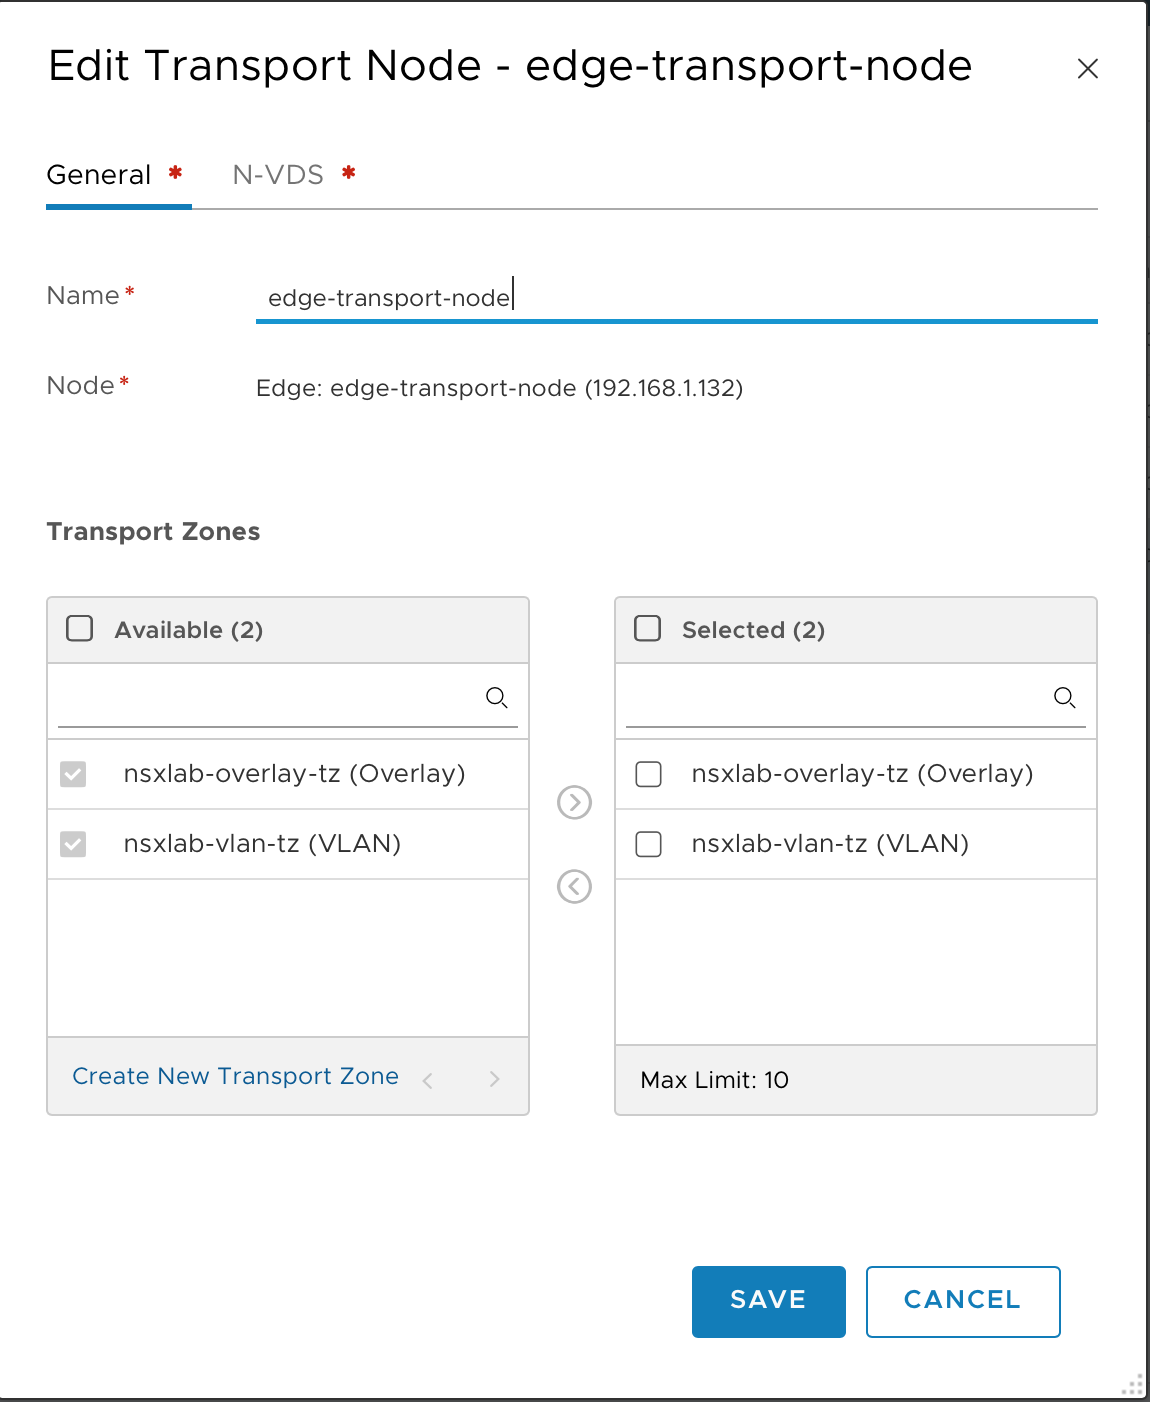 Edit Transport Node - edge-transport-node
General *
N-VDS *
Name*
edge-transport-node
Node*
Edge: edge-transport-node (192.168.1.132)
Transport Zones
Available (2)
nsxlab-overlay-tz (Overlay)
nsxlab-vlan-tz (VLAN)
Create New Transport Zone
Selected (2)
nsxlab-overlay-tz (Overlay)
nsxlab-vlan-tz (VLAN)
Max Limit: 10
SAVE
CANCEL